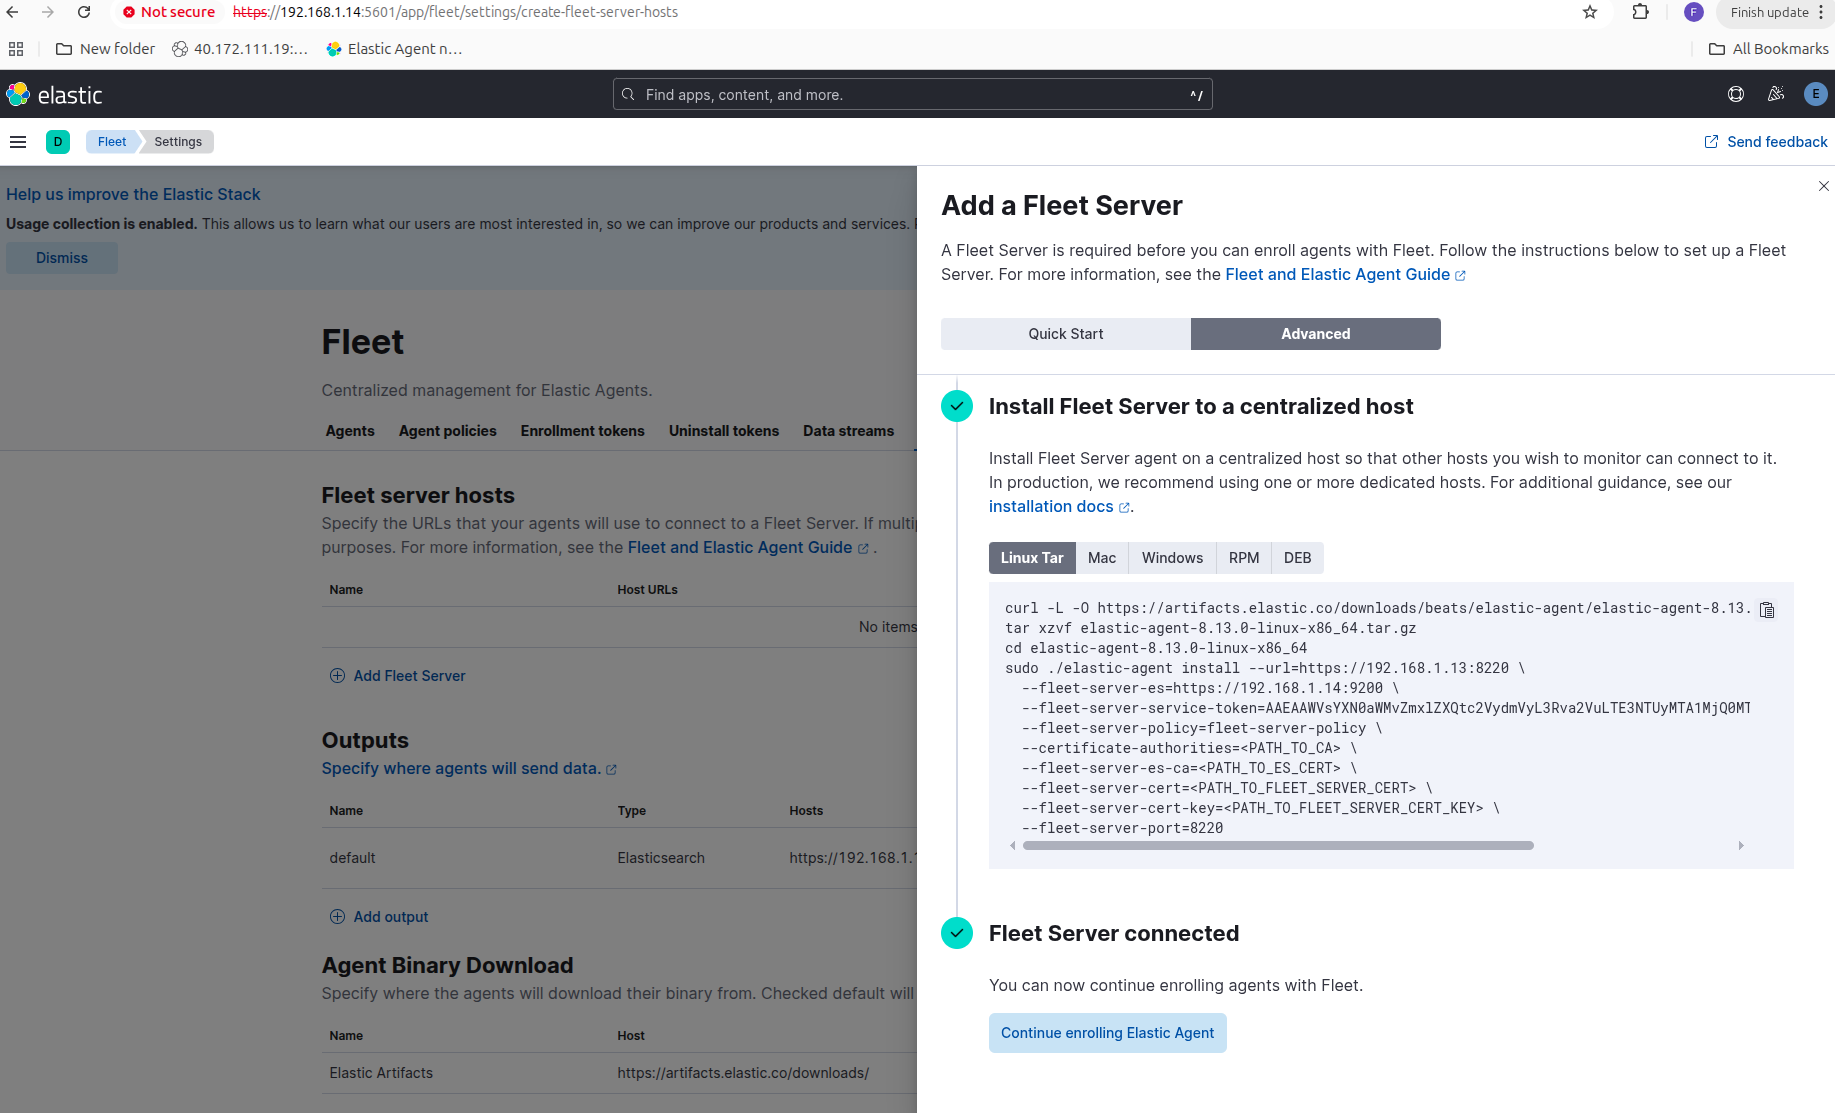 Not secure
https://192.168.1.14:5601/app/fleet/settings/create-fleet-server-hosts
F
Finish update
New folder
40.172.111.19:...
Elastic Agent n...
All Bookmarks
elastic
Find apps, content, and more.
^/
E
D
Fleet
Settings
Send feedback
Help us improve the Elastic Stack
Usage collection is enabled. This allows us to learn what our users are most interested in, so we can improve our products and services.
Dismiss
Fleet
Centralized management for Elastic Agents.
Agents
Agent policies
Enrollment tokens
Uninstall tokens
Data streams
Fleet server hosts
Specify the URLs that your agents will use to connect to a Fleet Server. If multi
purposes. For more information, see the Fleet and Elastic Agent Guide .
Name
Host URLs
No items
Add Fleet Server
Outputs
Specify where agents will send data.
Name
Type
Hosts
default
Elasticsearch
https://192.168.1.1
Add output
Agent Binary Download
Specify where the agents will download their binary from. Checked default will
Name
Host
Elastic Artifacts
https://artifacts.elastic.co/downloads/
Add a Fleet Server
A Fleet Server is required before you can enroll agents with Fleet. Follow the instructions below to set up a Fleet
Server. For more information, see the Fleet and Elastic Agent Guide
Quick Start
Advanced
Install Fleet Server to a centralized host
Install Fleet Server agent on a centralized host so that other hosts you wish to monitor can connect to it.
In production, we recommend using one or more dedicated hosts. For additional guidance, see our
installation docs .
Linux Tar
Mac
Windows
RPM
DEB
curl -L -O https://artifacts.elastic.co/downloads/beats/elastic-agent/elastic-agent-8.13.
tar xzvf elastic-agent-8.13.0-linux-x86_64.tar.gz
cd elastic-agent-8.13.0-linux-x86_64
sudo ./elastic-agent install --url=https://192.168.1.13:8220 \
--fleet-server-es=https://192.168.1.14:9200 \
--fleet-server-service-token=AAEAAWVsYXN0aWMvZmxlZXQtc2VydmVyL3Rva2VuLTE3NTUyMTA1MjQ0MT
--fleet-server-policy=fleet-server-policy \
--certificate-authorities=<PATH_TO_CA> \
--fleet-server-es-ca=<PATH_TO_ES_CERT> \
--fleet-server-cert=<PATH_TO_FLEET_SERVER_CERT> \
--fleet-server-cert-key=<PATH_TO_FLEET_SERVER_CERT_KEY> \
--fleet-server-port=8220
Fleet Server connected
You can now continue enrolling agents with Fleet.
Continue enrolling Elastic Agent